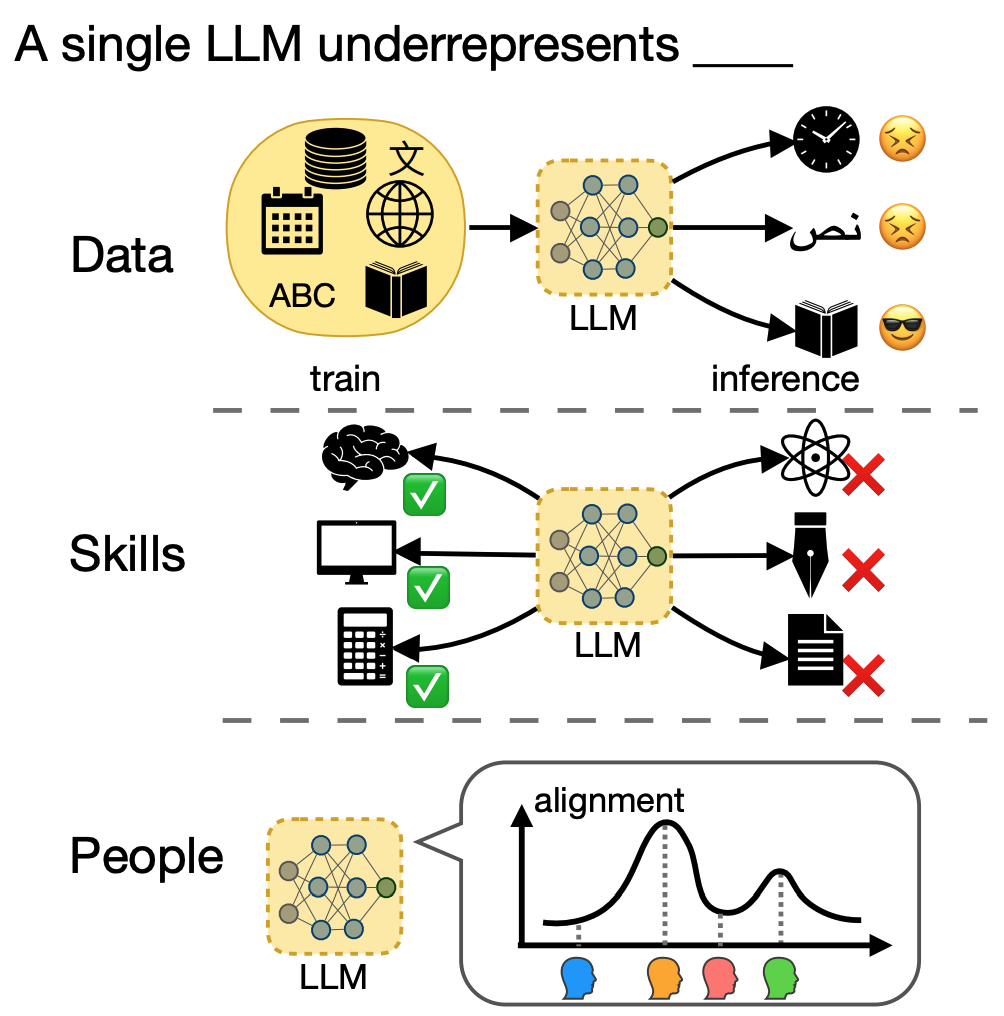 A single LLM underrepresents ____
文
ABC
Data
نص
LLM
train
inference
Skills
LLM
alignment
People
LLM